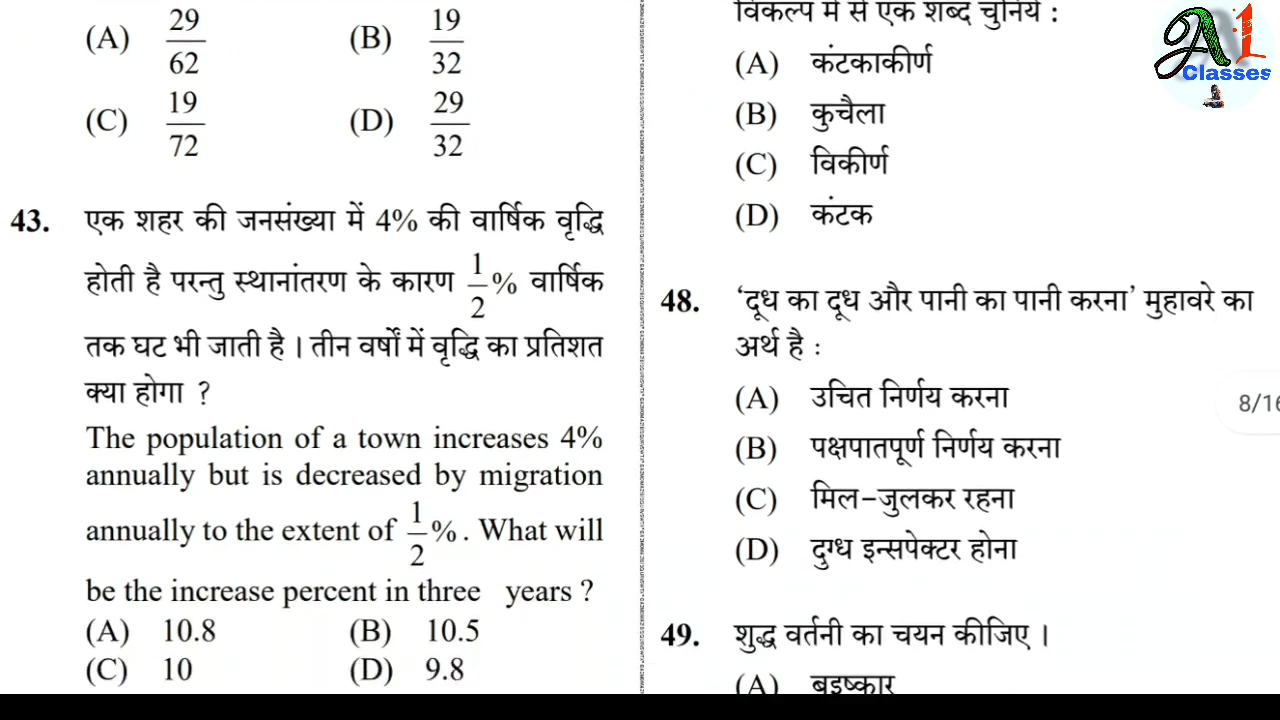 (A) 29/62 (B) 19/32
(C) 19/72 (D) 29/32
43. एक शहर की जनसंख्या में 4% की वार्षिक वृद्धि
होती है परन्तु स्थानांतरण के कारण 1/2% वार्षिक
तक घट भी जाती है । तीन वर्षों में वृद्धि का प्रतिशत
क्या होगा ?
The population of a town increases 4%
annually but is decreased by migration
annually to the extent of 1/2%. What will
be the increase percent in three years ?
(A) 10.8 (B) 10.5
(C) 10 (D) 9.8
विकल्प में से एक शब्द चुनिये :
(A) कंटकाकीर्ण
(B) कुचैला
(C) विकीर्ण
(D) कंटक
48. ‘दूध का दूध और पानी का पानी करना’ मुहावरे का
अर्थ है :
(A) उचित निर्णय करना
(B) पक्षपातपूर्ण निर्णय करना
(C) मिल-जुलकर रहना
(D) दुग्ध इन्सपेक्टर होना
49. शुद्ध वर्तनी का चयन कीजिए ।
(A) बइष्कार
A1
Classes
8/16